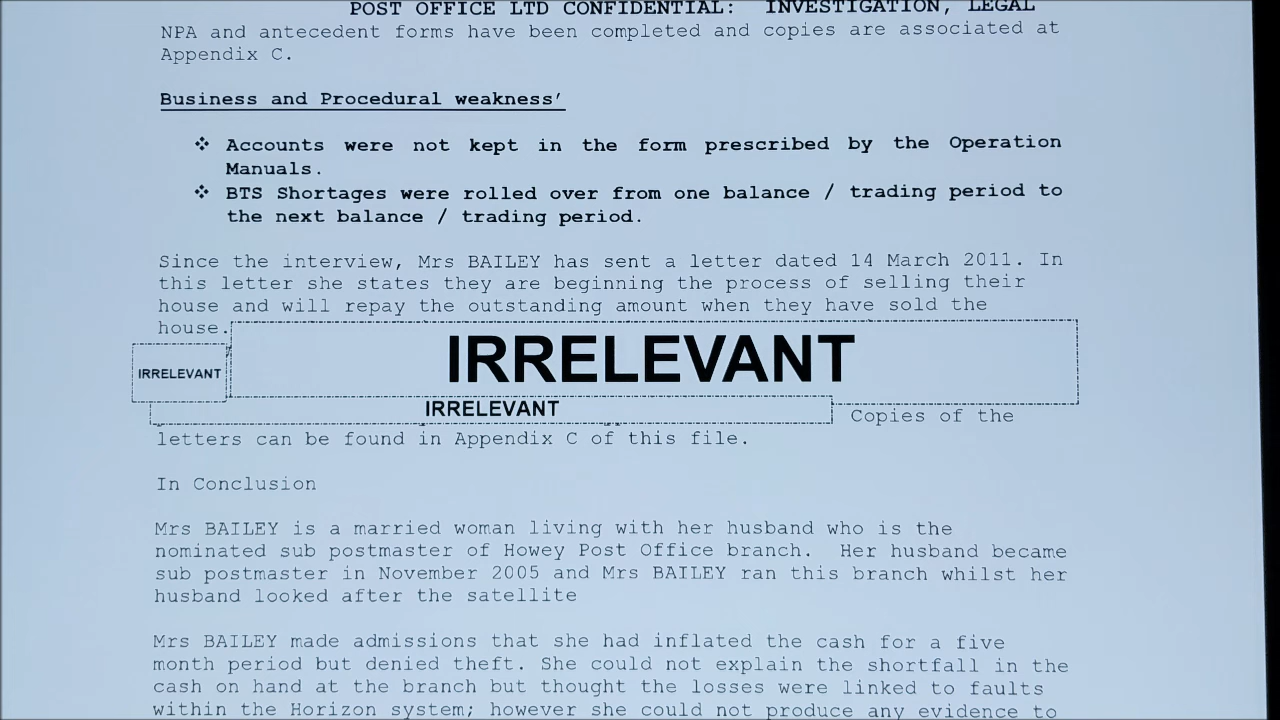 POST OFFICE LTD CONFIDENTIAL: INVESTIGATION, LEGAL
NPA and antecedent forms have been completed and copies are associated at
Appendix C.
Business and Procedural weakness’
❖ Accounts were not kept in the form prescribed by the Operation
Manuals.
❖ BTS Shortages were rolled over from one balance / trading period to
the next balance / trading period.
Since the interview, Mrs BAILEY has sent a letter dated 14 March 2011. In
this letter she states they are beginning the process of selling their
house and will repay the outstanding amount when they have sold the
house.
IRRELEVANT
IRRELEVANT
IRRELEVANT
Copies of the
letters can be found in Appendix C of this file.
In Conclusion
Mrs BAILEY is a married woman living with her husband who is the
nominated sub postmaster of Howey Post Office branch. Her husband became
sub postmaster in November 2005 and Mrs BAILEY ran this branch whilst her
husband looked after the satellite
Mrs BAILEY made admissions that she had inflated the cash for a five
month period but denied theft. She could not explain the shortfall in the
cash on hand at the branch but thought the losses were linked to faults
within the Horizon system; however she could not produce any evidence to